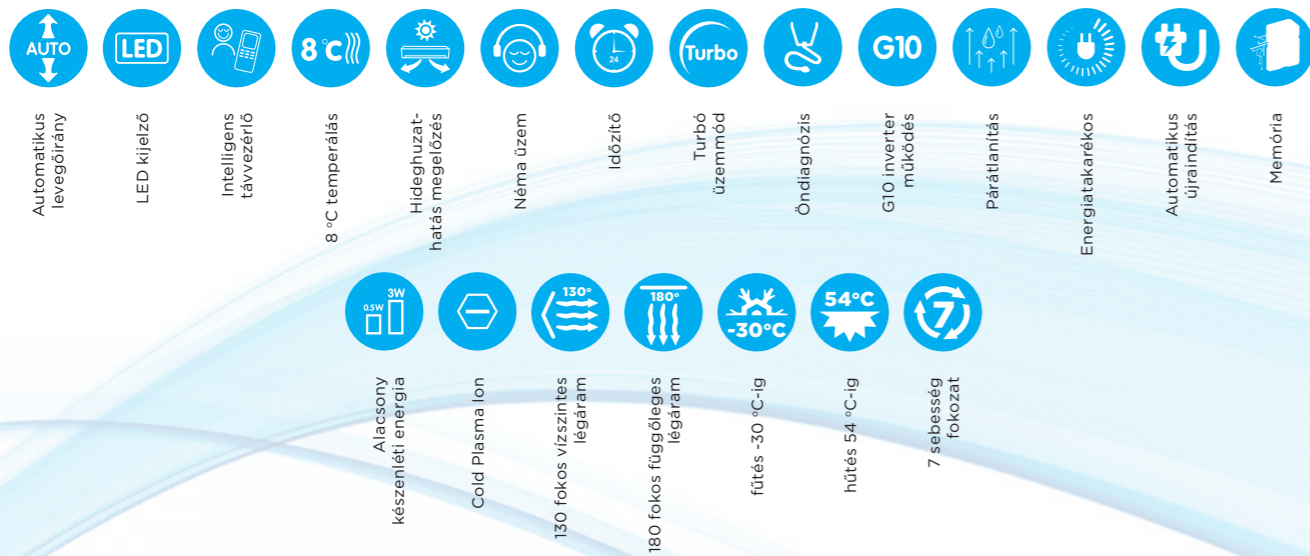 AUTO
LED
8°C
24
Turbo
G10
Automatikus
levegőirány
LED kijelző
Intelligens
távvezérlő
8 °C temperálás
Hideghuzat-
hatás megelőzés
Néma üzem
Időzítő
Turbó
üzemmód
Öndiagnózis
G10 inverter
működés
Párátlanítás
Energiatakarékos
Automatikus
újraindítás
Memória
0.5W
3W
130°
180°
-30°C
54°C
7
Alacsony
készenléti energia
Cold Plasma Ion
130 fokos vízszintes
légáram
180 fokos függőleges
légáram
fűtés -30 °C-ig
hűtés 54 °C-ig
7 sebesség
fokozat